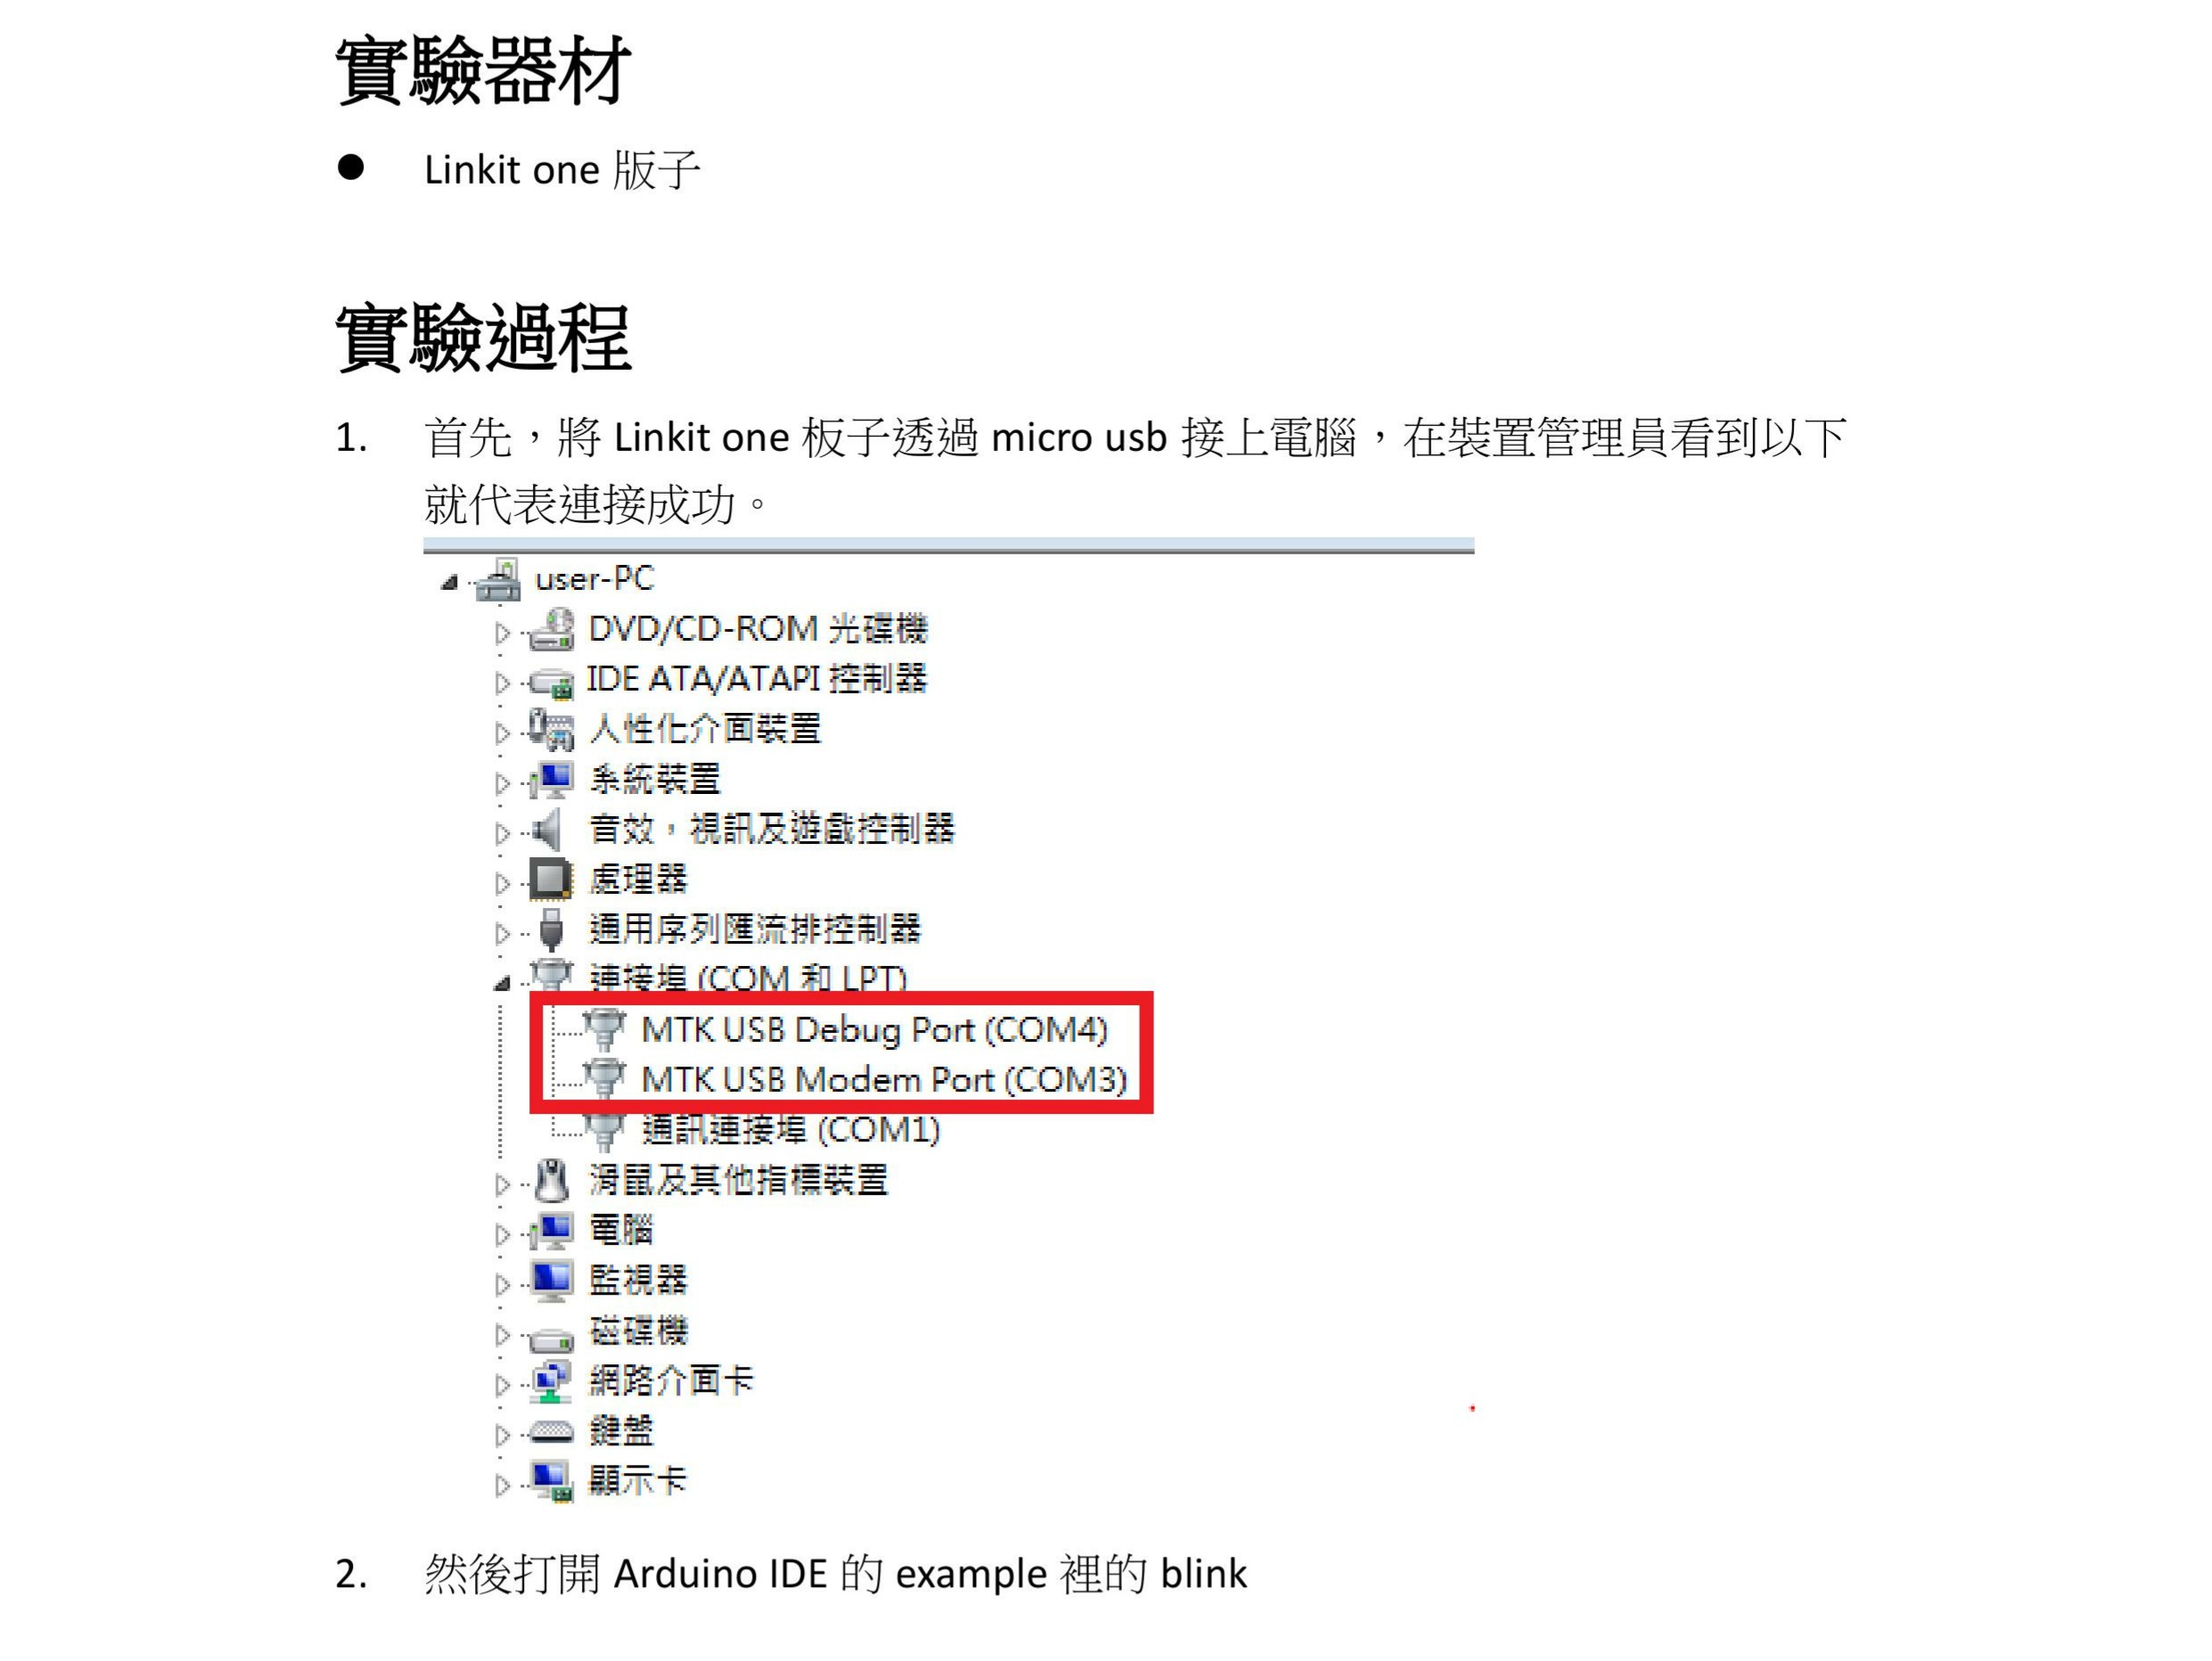 實驗器材
● Linkit one 版子
實驗過程
1. 首先，將 Linkit one 板子透過 micro usb 接上電腦，在裝置管理員看到以下
就代表連接成功。
user-PC
DVD/CD-ROM 光碟機
IDE ATA/ATAPI 控制器
人性化介面裝置
系統裝置
音效，視訊及遊戲控制器
處理器
通用序列匯流排控制器
連接埠 (COM 和 LPT)
MTK USB Debug Port (COM4)
MTK USB Modem Port (COM3)
通訊連接埠 (COM1)
滑鼠及其他指標裝置
電腦
監視器
磁碟機
網路介面卡
鍵盤
顯示卡
2. 然後打開 Arduino IDE 的 example 裡的 blink